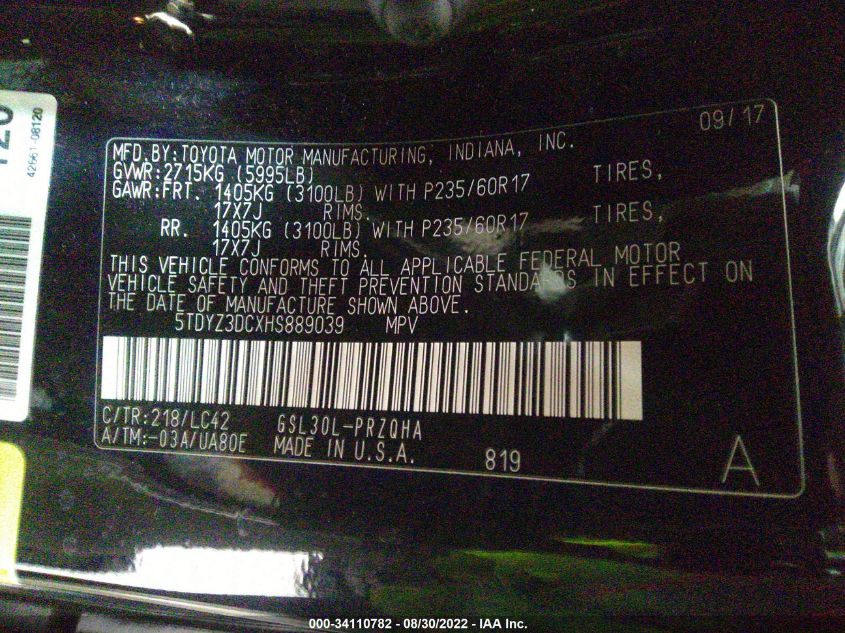 42661-08120
09/17
MFD.BY:TOYOTA MOTOR MANUFACTURING, INDIANA, INC.
GVWR:2715KG (5995LB)
GAWR:FRT. 1405KG (3100LB) WITH P235/60R17 TIRES,
17X7J RIMS.
RR. 1405KG (3100LB) WITH P235/60R17 TIRES,
17X7J RIMS.
THIS VEHICLE CONFORMS TO ALL APPLICABLE FEDERAL MOTOR
VEHICLE SAFETY AND THEFT PREVENTION STANDARDS IN EFFECT ON
THE DATE OF MANUFACTURE SHOWN ABOVE.
5TDYZ3DCXHS889039 MPV
C/TR:218/LC42 GSL30L-PRZQHA
A/TM:-03A/UA80E MADE IN U.S.A. 819 A
000-34110782 - 08/30/2022 - IAA Inc.